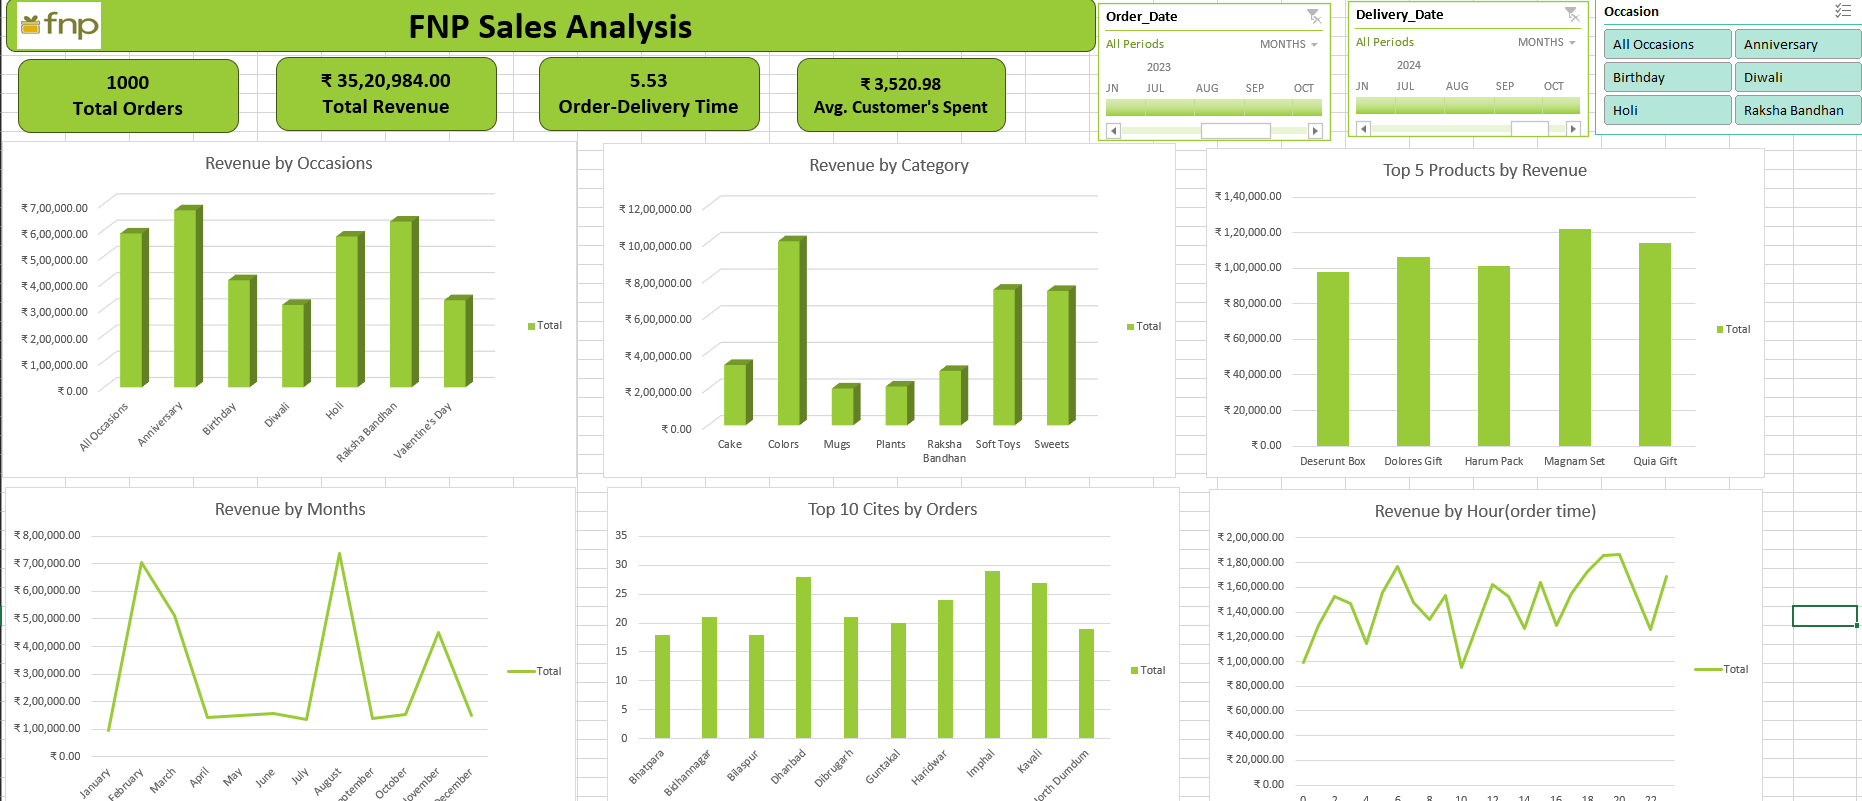 fnp
FNP Sales Analysis
1000
Total Orders
₹ 35,20,984.00
Total Revenue
5.53
Order-Delivery Time
₹ 3,520.98
Avg. Customer's Spent
Order_Date
All Periods
MONTHS
2023
JN JUL AUG SEP OCT
Delivery_Date
All Periods
MONTHS
2024
JN JUL AUG SEP OCT
Occasion
All Occasions
Anniversary
Birthday
Diwali
Holi
Raksha Bandhan
Revenue by Occasions
₹ 7,00,000.00
₹ 6,00,000.00
₹ 5,00,000.00
₹ 4,00,000.00
₹ 3,00,000.00
₹ 2,00,000.00
₹ 1,00,000.00
₹ 0.00
All Occasions
Anniversary
Birthday
Diwali
Holi
Raksha Bandhan
Valentine's Day
Total
Revenue by Category
₹ 12,00,000.00
₹ 10,00,000.00
₹ 8,00,000.00
₹ 6,00,000.00
₹ 4,00,000.00
₹ 2,00,000.00
₹ 0.00
Cake Colors Mugs Plants Raksha Soft Toys Sweets
Bandhan
Total
Top 5 Products by Revenue
₹ 1,40,000.00
₹ 1,20,000.00
₹ 1,00,000.00
₹ 80,000.00
₹ 60,000.00
₹ 40,000.00
₹ 20,000.00
₹ 0.00
Deserunt Box Dolores Gift Harum Pack Magnam Set Quia Gift
Total
Revenue by Months
₹ 8,00,000.00
₹ 7,00,000.00
₹ 6,00,000.00
₹ 5,00,000.00
₹ 4,00,000.00
₹ 3,00,000.00
₹ 2,00,000.00
₹ 1,00,000.00
₹ 0.00
January
February
March
April
May
June
July
August
eptember
October
ovember
ecember
Total
Top 10 Cites by Orders
35
30
25
20
15
10
5
0
Bhatpara
Bidhannagar
Bilaspur
Dhanbad
Dibrugarh
Guntakal
Haridwar
Imphal
Kavali
orth Dumdum
Total
Revenue by Hour(order time)
₹ 2,00,000.00
₹ 1,80,000.00
₹ 1,60,000.00
₹ 1,40,000.00
₹ 1,20,000.00
₹ 1,00,000.00
₹ 80,000.00
₹ 60,000.00
₹ 40,000.00
₹ 20,000.00
₹ 0.00
0 2 4 6 8 10 12 14 16 18 20 22
Total